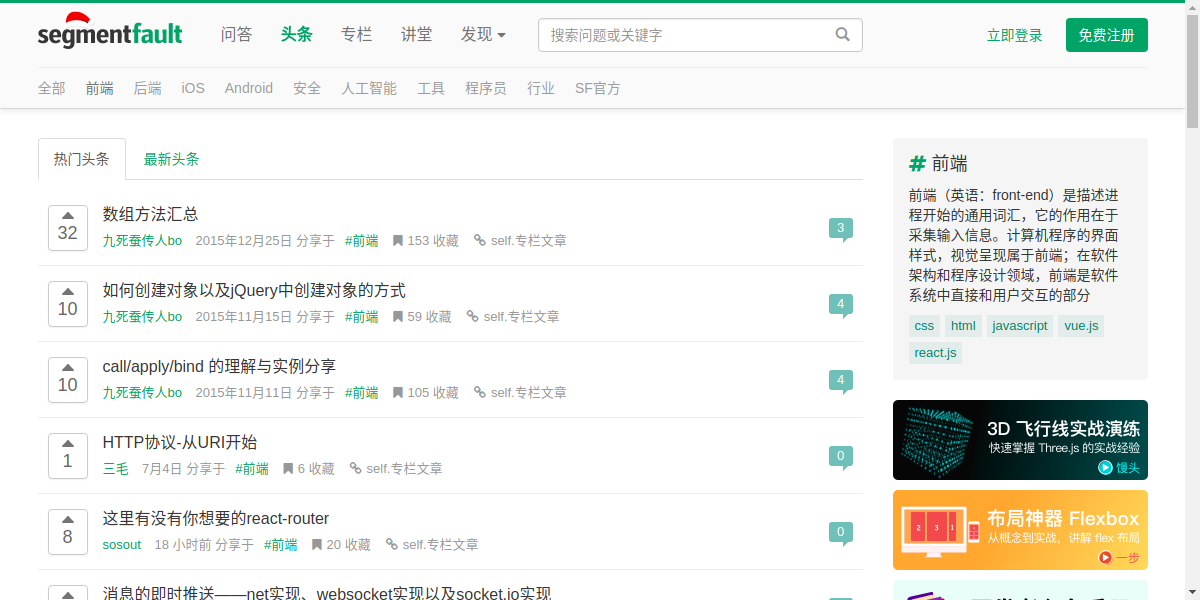 segmentfault 问答 头条 专栏 讲堂 发现 搜索问题或关键字 立即登录 免费注册
全部 前端 后端 iOS Android 安全 人工智能 工具 程序员 行业 SF官方
热门头条 最新头条
32 数组方法汇总 3
九死蚕传人bo 2015年12月25日 分享于 #前端 153 收藏 self.专栏文章
10 如何创建对象以及jQuery中创建对象的方式 4
九死蚕传人bo 2015年11月15日 分享于 #前端 59 收藏 self.专栏文章
10 call/apply/bind 的理解与实例分享 4
九死蚕传人bo 2015年11月11日 分享于 #前端 105 收藏 self.专栏文章
1 HTTP协议-从URI开始 0
三毛 7月4日 分享于 #前端 6 收藏 self.专栏文章
8 这里有没有你想要的react-router 0
sosout 18 小时前 分享于 #前端 20 收藏 self.专栏文章
消息的即时推送——net实现、websocket实现以及socket.io实现
# 前端
前端（英语：front-end）是描述进
程开始的通用词汇，它的作用在于
采集输入信息。计算机程序的界面
样式，视觉呈现属于前端；在软件
架构和程序设计领域，前端是软件
系统中直接和用户交互的部分
css html javascript vue.js
react.js
3D 飞行线实战演练
快速掌握 Three.js 的实战经验
馒头
2 3 1
布局神器 Flexbox
从概念到实战，讲解 flex 布局
一步